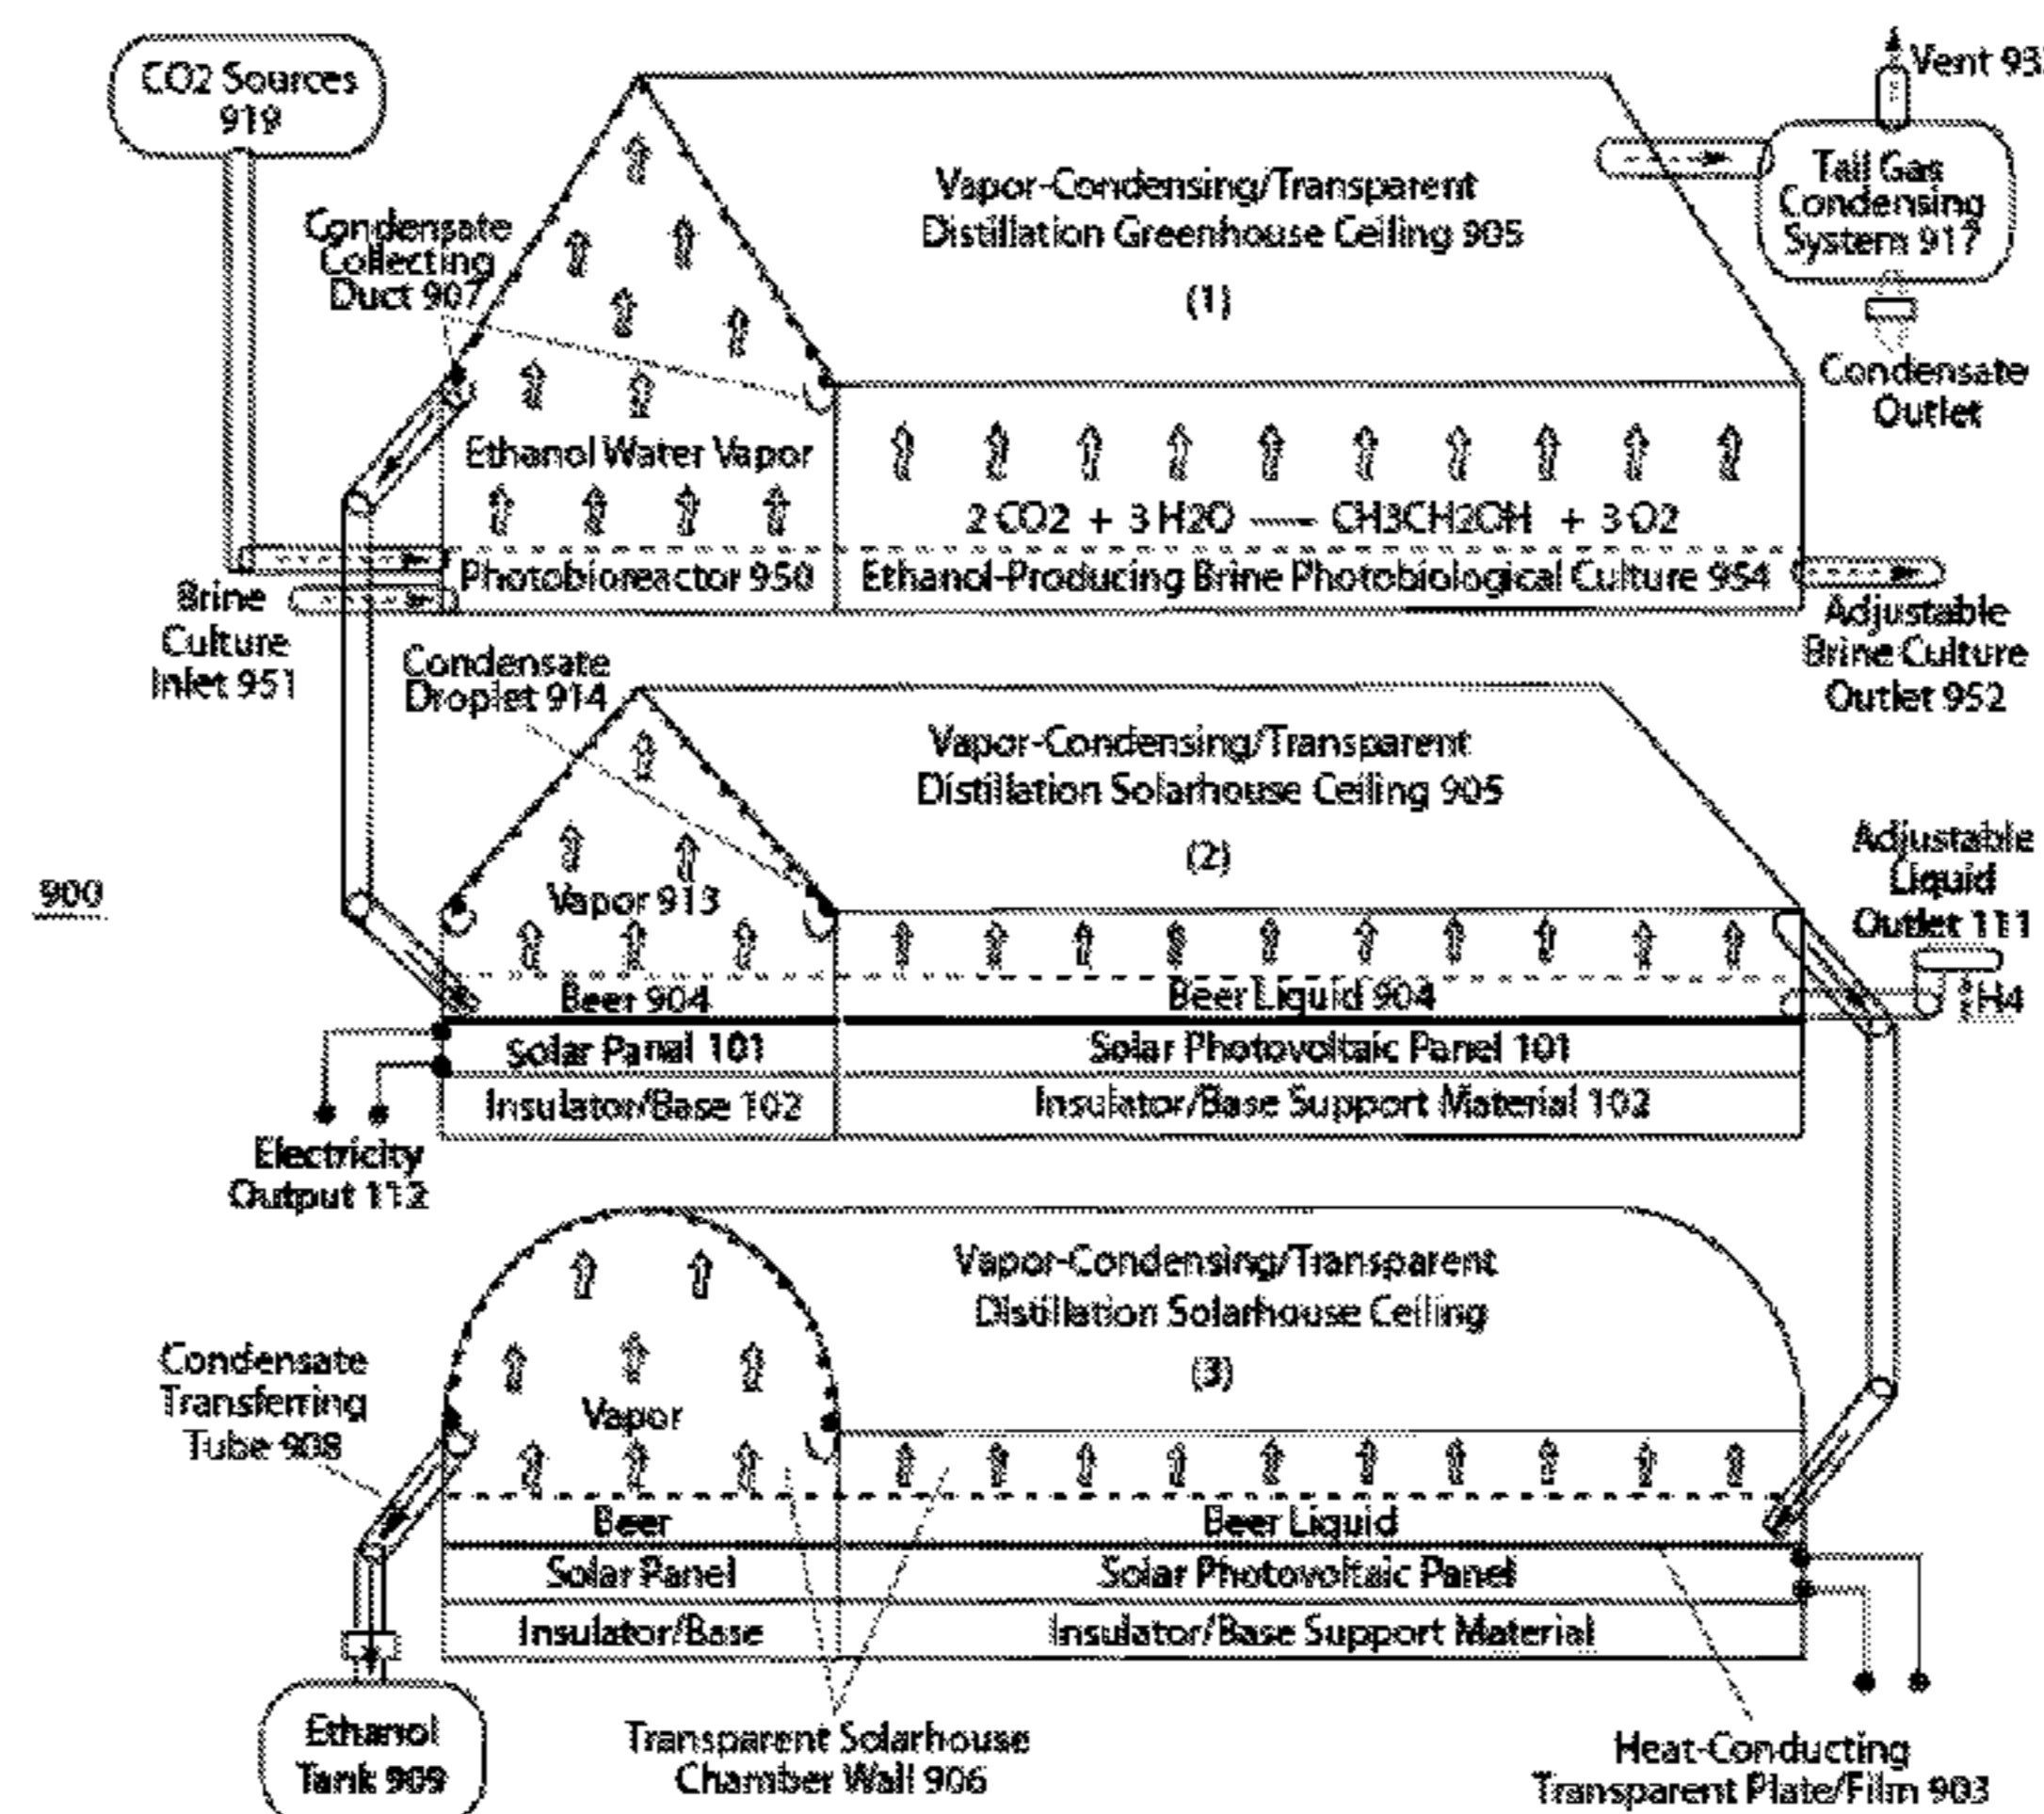 CO2 Sources
919
Vent 93
Vapor-Condensing/Transparent
Distillation Greenhouse Ceiling 905
(1)
Tail Gas
Condensing
System 917
Condensate
Collecting
Duct 907
Condensate
Outlet
Ethanol Water Vapor
2 CO2 + 3 H2O ---- CH3CH2OH + 3 O2
Photobioreactor 950
Ethanol-Producing Brine Photobiological Culture 954
Brine
Culture
Inlet 951
Adjustable
Brine Culture
Outlet 952
Condensate
Droplet 914
Vapor-Condensing/Transparent
Distillation Solarhouse Ceiling 905
(2)
900
Vapor 913
Adjustable
Liquid
Outlet 111
H4
Beer 904
Beer Liquid 904
Solar Panal 101
Solar Photovoltaic Panel 101
Insulator/Base 102
Insulator/Base Support Material 102
Electricity
Output 112
Vapor-Condensing/Transparent
Distillation Solarhouse Ceiling
(3)
Condensate
Transferring
Tube 908
Vapor
Beer
Beer Liquid
Solar Panel
Solar Photovoltaic Panel
Insulator/Base
Insulator/Base Support Material
Ethanol
Tank 909
Transparent Solarhouse
Chamber Wall 906
Heat-Conducting
Transparent Plate/Film 903